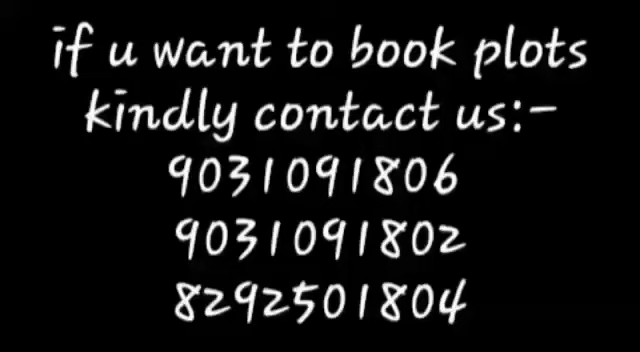 if u want to book plots
kindly contact us:-
9031091806
9031091802
8292501804